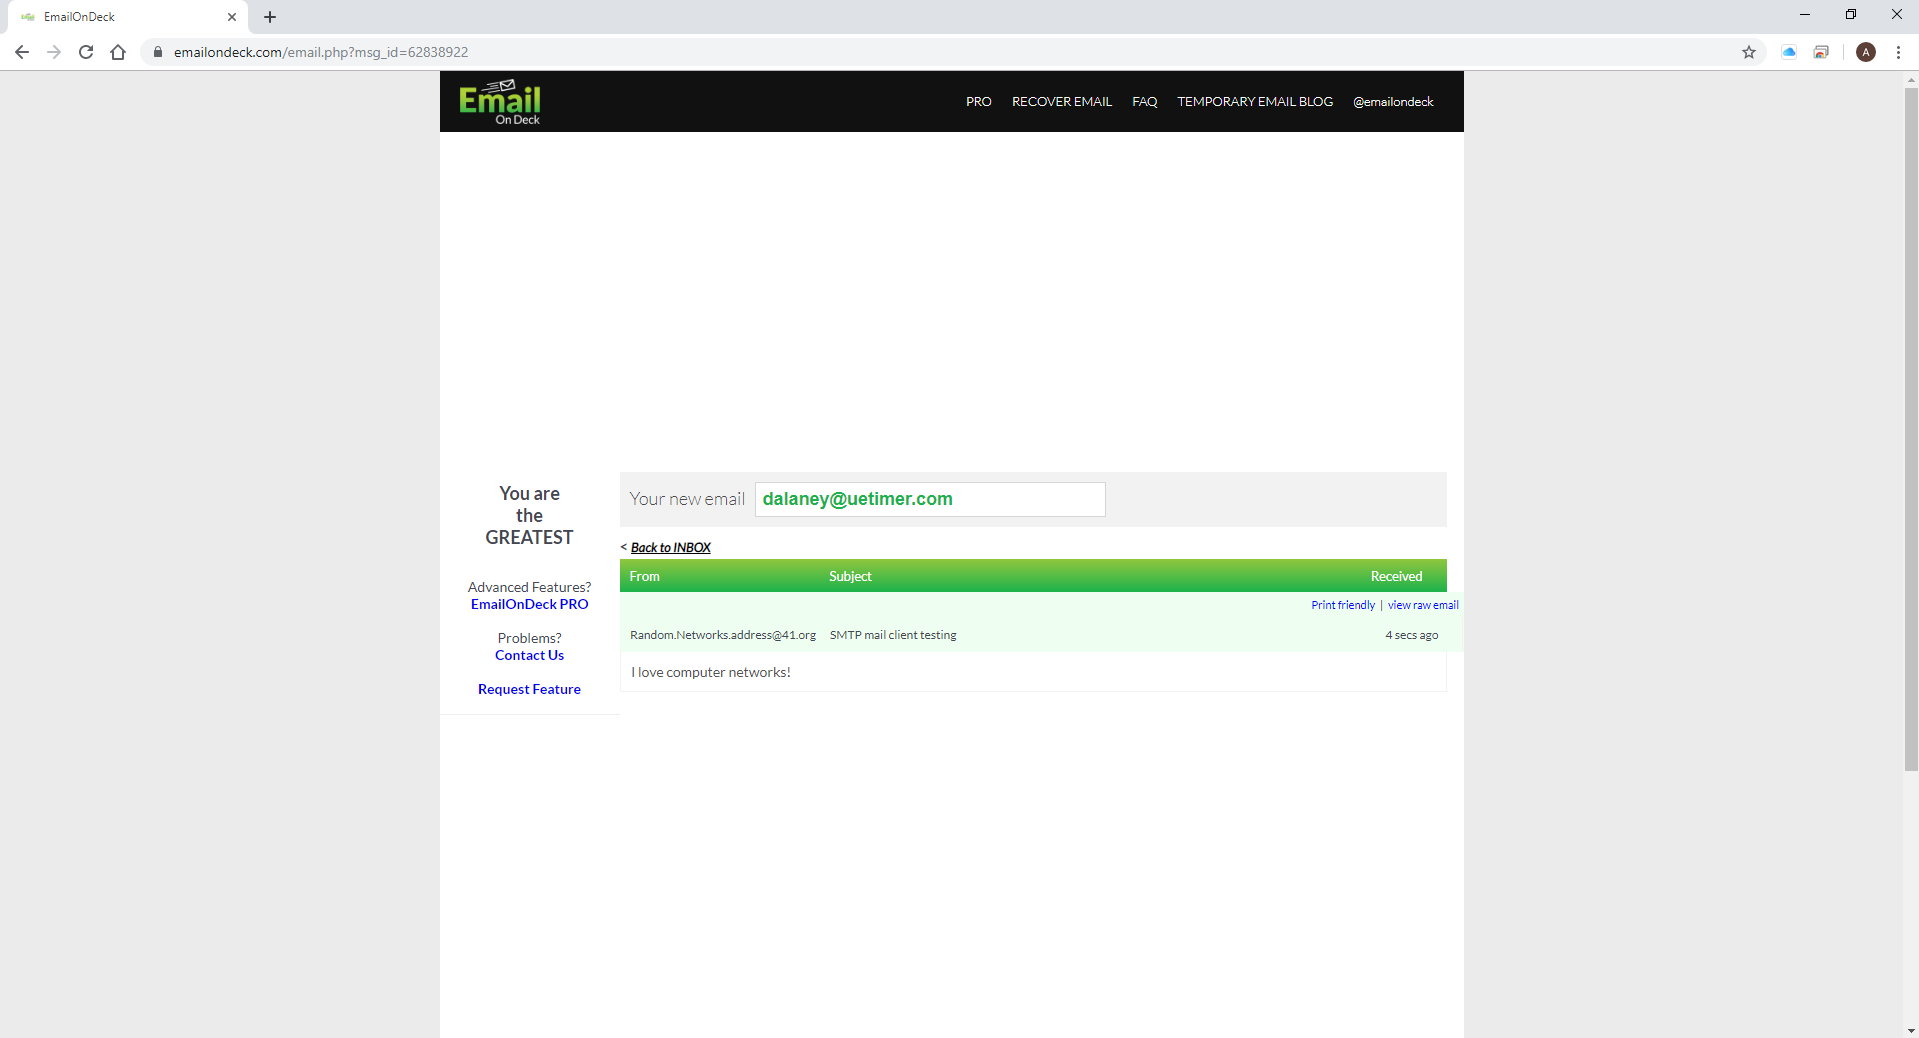 EmailOnDeck
emailondeck.com/email.php?msg_id=62838922
A
Email
On Deck
PRO RECOVER EMAIL FAQ TEMPORARY EMAIL BLOG @emailondeck
You are
the
GREATEST
Advanced Features?
EmailOnDeck PRO
Problems?
Contact Us
Request Feature
Your new email dalaney@uetimer.com
< Back to INBOX
From Subject Received
Print friendly | view raw email
Random.Networks.address@41.org SMTP mail client testing 4 secs ago
I love computer networks!